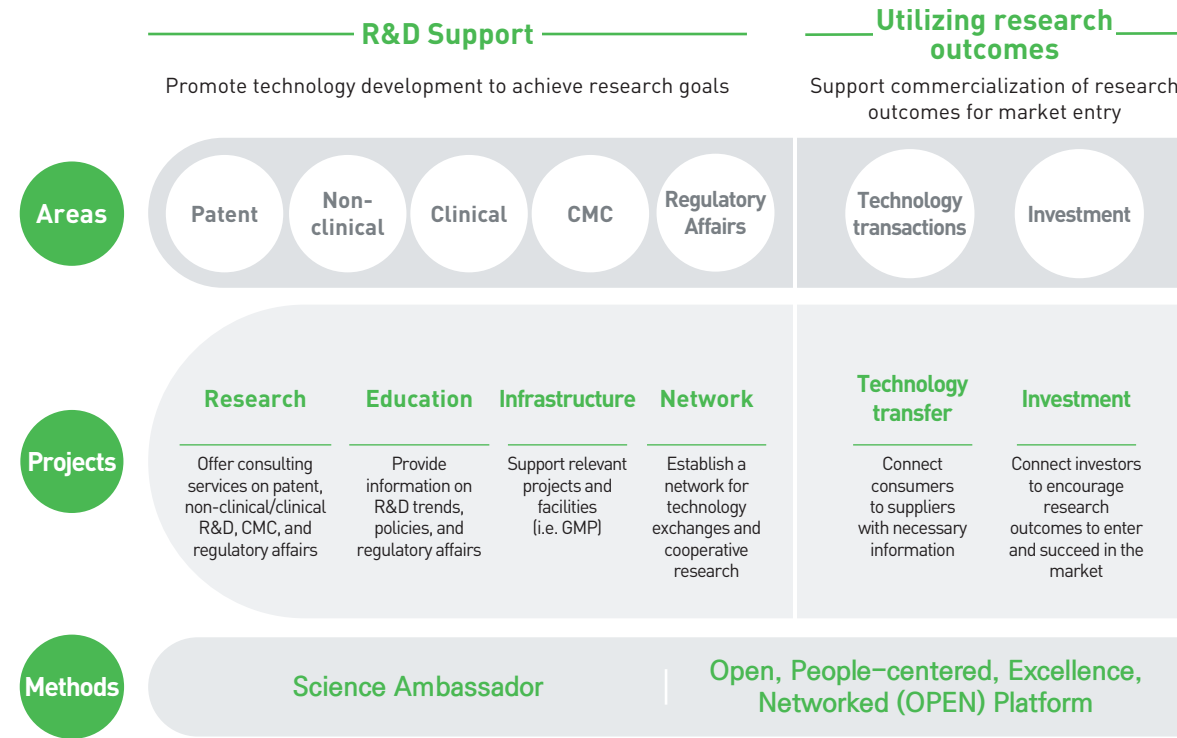 R&D Support
Promote technology development to achieve research goals
Utilizing research
outcomes
Support commercialization of research
outcomes for market entry
Areas
Patent
Non-
clinical
Clinical
CMC
Regulatory
Affairs
Technology
transactions
Investment
Projects
Research
Offer consulting
services on patent,
non-clinical/clinical
R&D, CMC, and
regulatory affairs
Education
Provide
information on
R&D trends,
policies, and
regulatory affairs
Infrastructure
Support relevant
projects and
facilities
(i.e. GMP)
Network
Establish a
network for
technology
exchanges and
cooperative
research
Technology
transfer
Connect
consumers
to suppliers
with necessary
information
Investment
Connect investors
to encourage
research
outcomes to enter
and succeed in the
market
Methods
Science Ambassador
Open, People-centered, Excellence,
Networked (OPEN) Platform